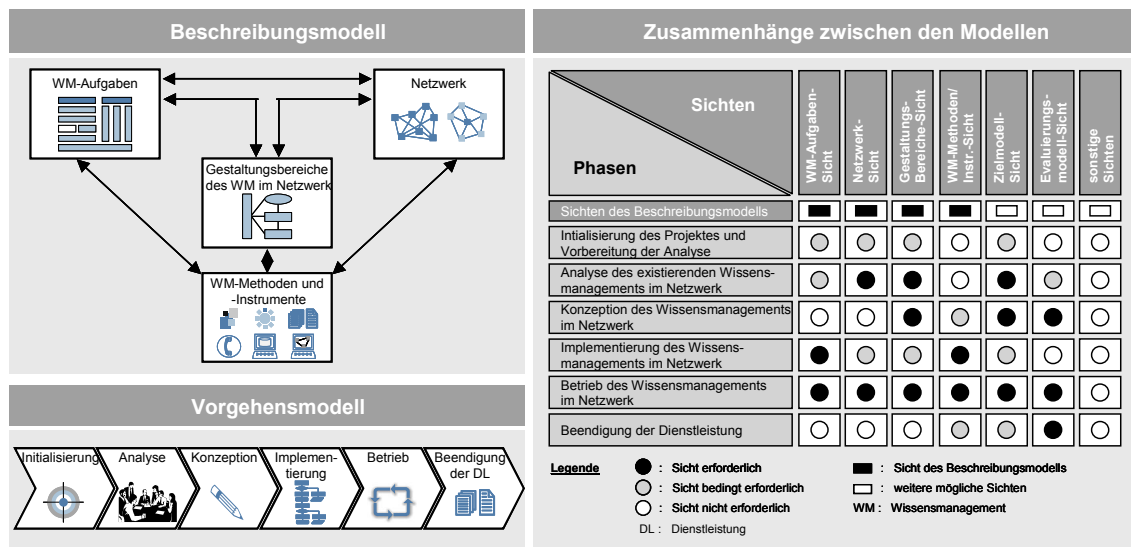 Beschreibungsmodell
WM-Aufgaben
Netzwerk
Gestaltungsbereiche
des WM im Netzwerk
WM-Methoden und
-Instrumente
Vorgehensmodell
Initialisierung
Analyse
Konzeption
Implemen-
tierung
Betrieb
Beendigung
der DL
Zusammenhänge zwischen den Modellen
Sichten
Phasen
WM-Aufgaben-
Sicht
Netzwerk-
Sicht
Gestaltungs-
Bereiche-Sicht
WM-Methoden/
Instr.-Sicht
Zielmodell-
Sicht
Evaluierungs-
modell-Sicht
sonstige
Sichten
Sichten des Beschreibungsmodells
Intialisierung des Projektes und
Vorbereitung der Analyse
Analyse des existierenden Wissens-
managements im Netzwerk
Konzeption des Wissensmanagements
im Netzwerk
Implementierung des Wissens-
managements im Netzwerk
Betrieb des Wissensmanagements
im Netzwerk
Beendigung der Dienstleistung
Legende
: Sicht erforderlich
: Sicht bedingt erforderlich
: Sicht nicht erforderlich
DL : Dienstleistung
: Sicht des Beschreibungsmodells
: weitere mögliche Sichten
WM : Wissensmanagement